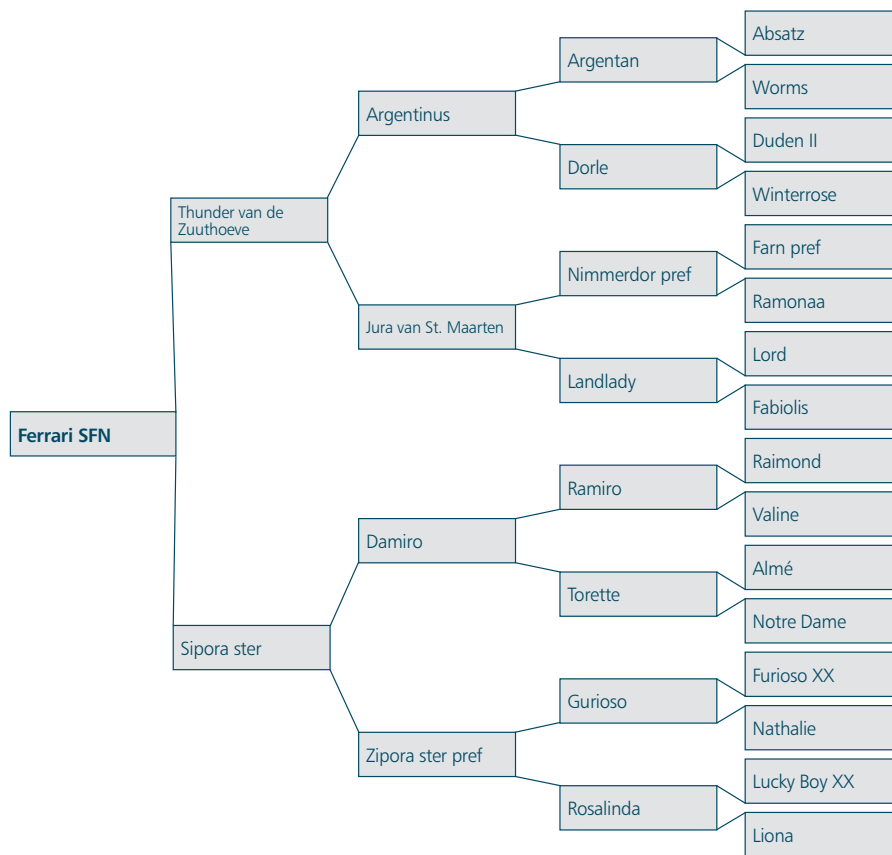 Absatz
Argentan
Worms
Argentinus
Duden II
Dorle
Winterrose
Thunder van de
Zuuthoeve
Farn pref
Nimmerdor pref
Ramonaa
Jura van St. Maarten
Lord
Landlady
Fabiolis
Ferrari SFN
Raimond
Ramiro
Valine
Damiro
Almé
Torette
Notre Dame
Sipora ster
Furioso XX
Gurioso
Nathalie
Zipora ster pref
Lucky Boy XX
Rosalinda
Liona